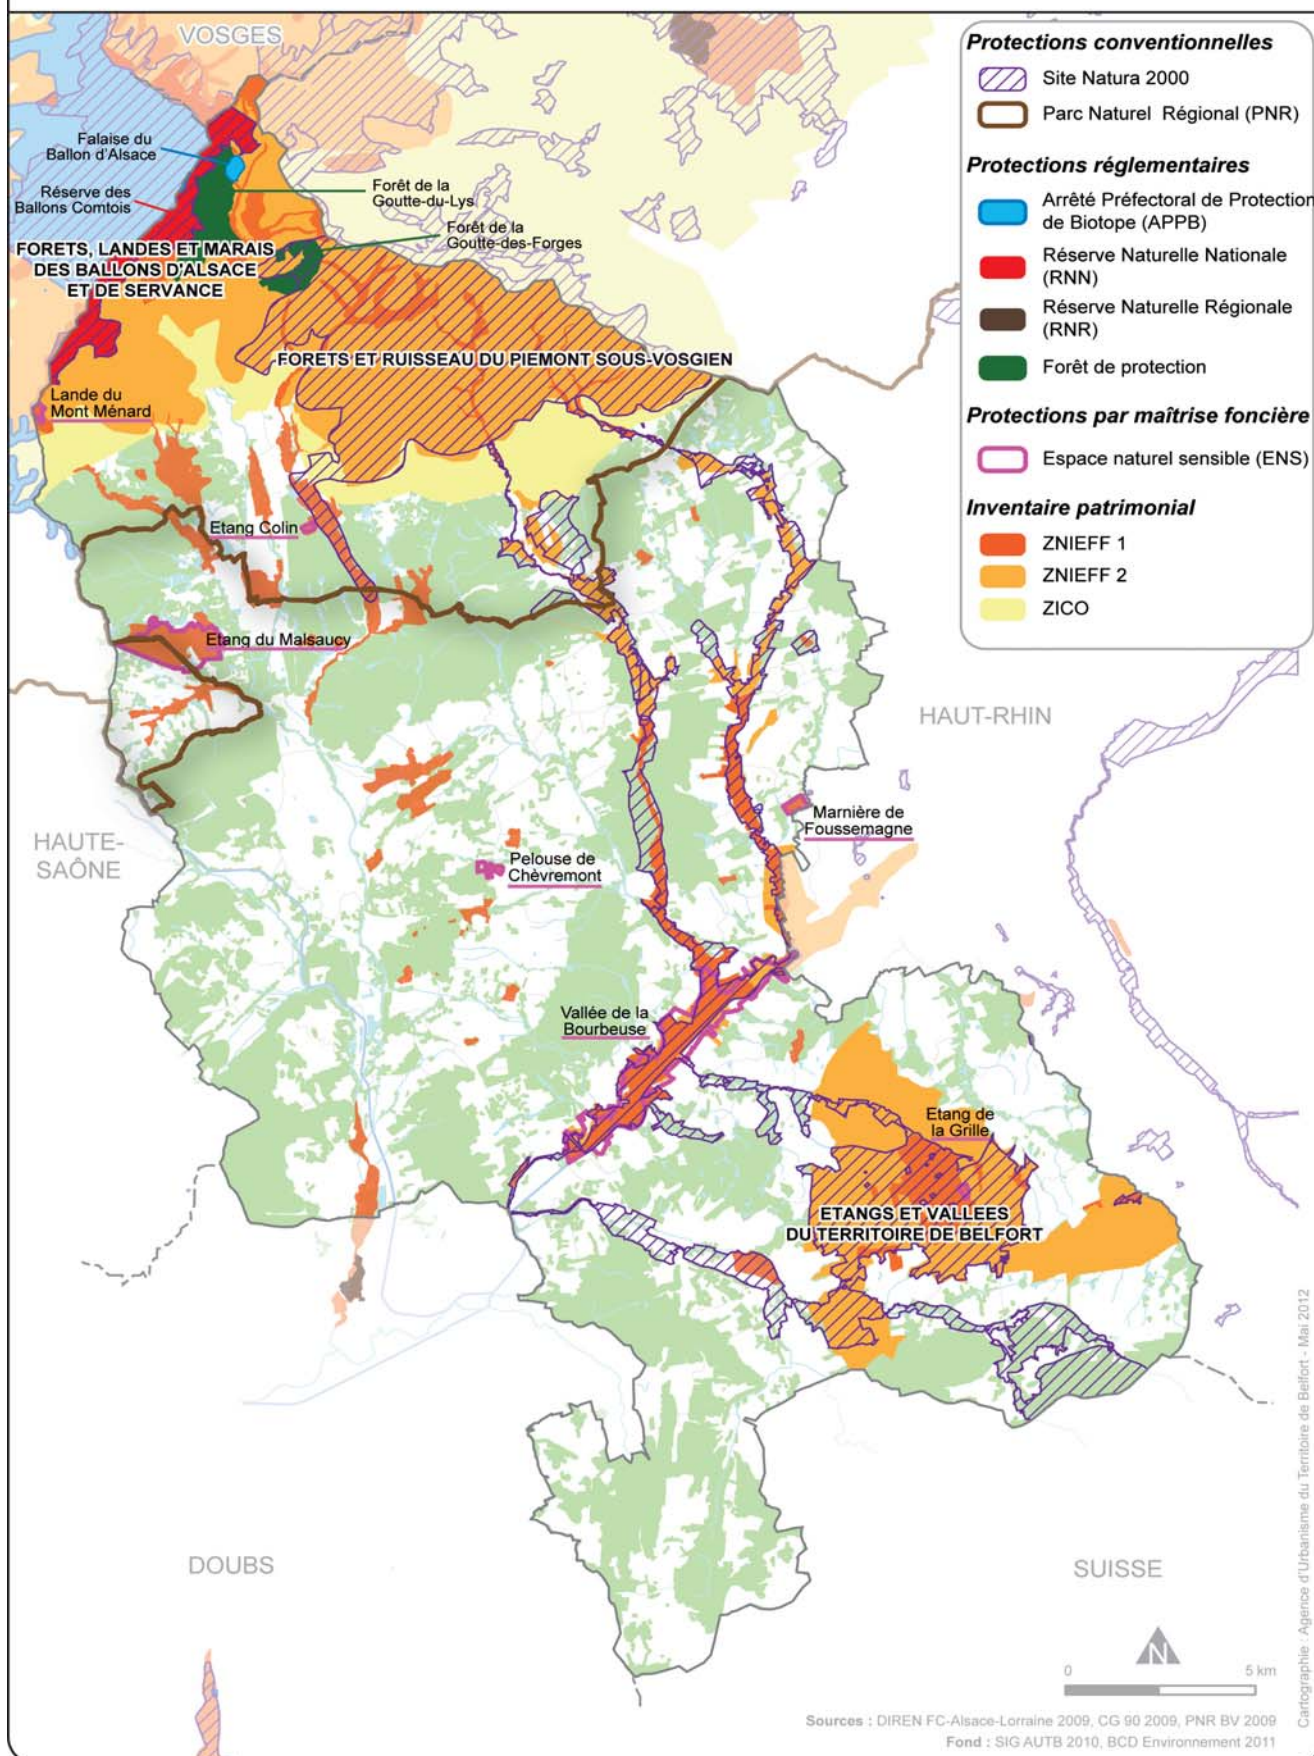 VOSGES
Falaise du
Ballon d'Alsace
Réserve des
Ballons Comtois
Forêt de la
Goutte-du-Lys
Forêt de la
Goutte-des-Forges
FORETS, LANDES ET MARAIS
DES BALLONS D'ALSACE
ET DE SERVANCE
FORETS ET RUISSEAU DU PIEMONT SOUS-VOSGIEN
Lande du
Mont Ménard
Etang Colin
Etang du Malsaucy
HAUTE-
SAÔNE
HAUT-RHIN
Marnière de
Foussemagne
Pelouse de
Chèvremont
Vallée de la
Bourbeuse
Etang de
la Grille
ETANGS ET VALLEES
DU TERRITOIRE DE BELFORT
DOUBS
SUISSE
Protections conventionnelles
Site Natura 2000
Parc Naturel Régional (PNR)
Protections réglementaires
Arrêté Préfectoral de Protection
de Biotope (APPB)
Réserve Naturelle Nationale
(RNN)
Réserve Naturelle Régionale
(RNR)
Forêt de protection
Protections par maîtrise foncière
Espace naturel sensible (ENS)
Inventaire patrimonial
ZNIEFF 1
ZNIEFF 2
ZICO
N
0 5 km
Sources : DIREN FC-Alsace-Lorraine 2009, CG 90 2009, PNR BV 2009
Fond : SIG AUTB 2010, BCD Environnement 2011
Cartographie : Agence d'Urbanisme du Territoire de Belfort - Mai 2012